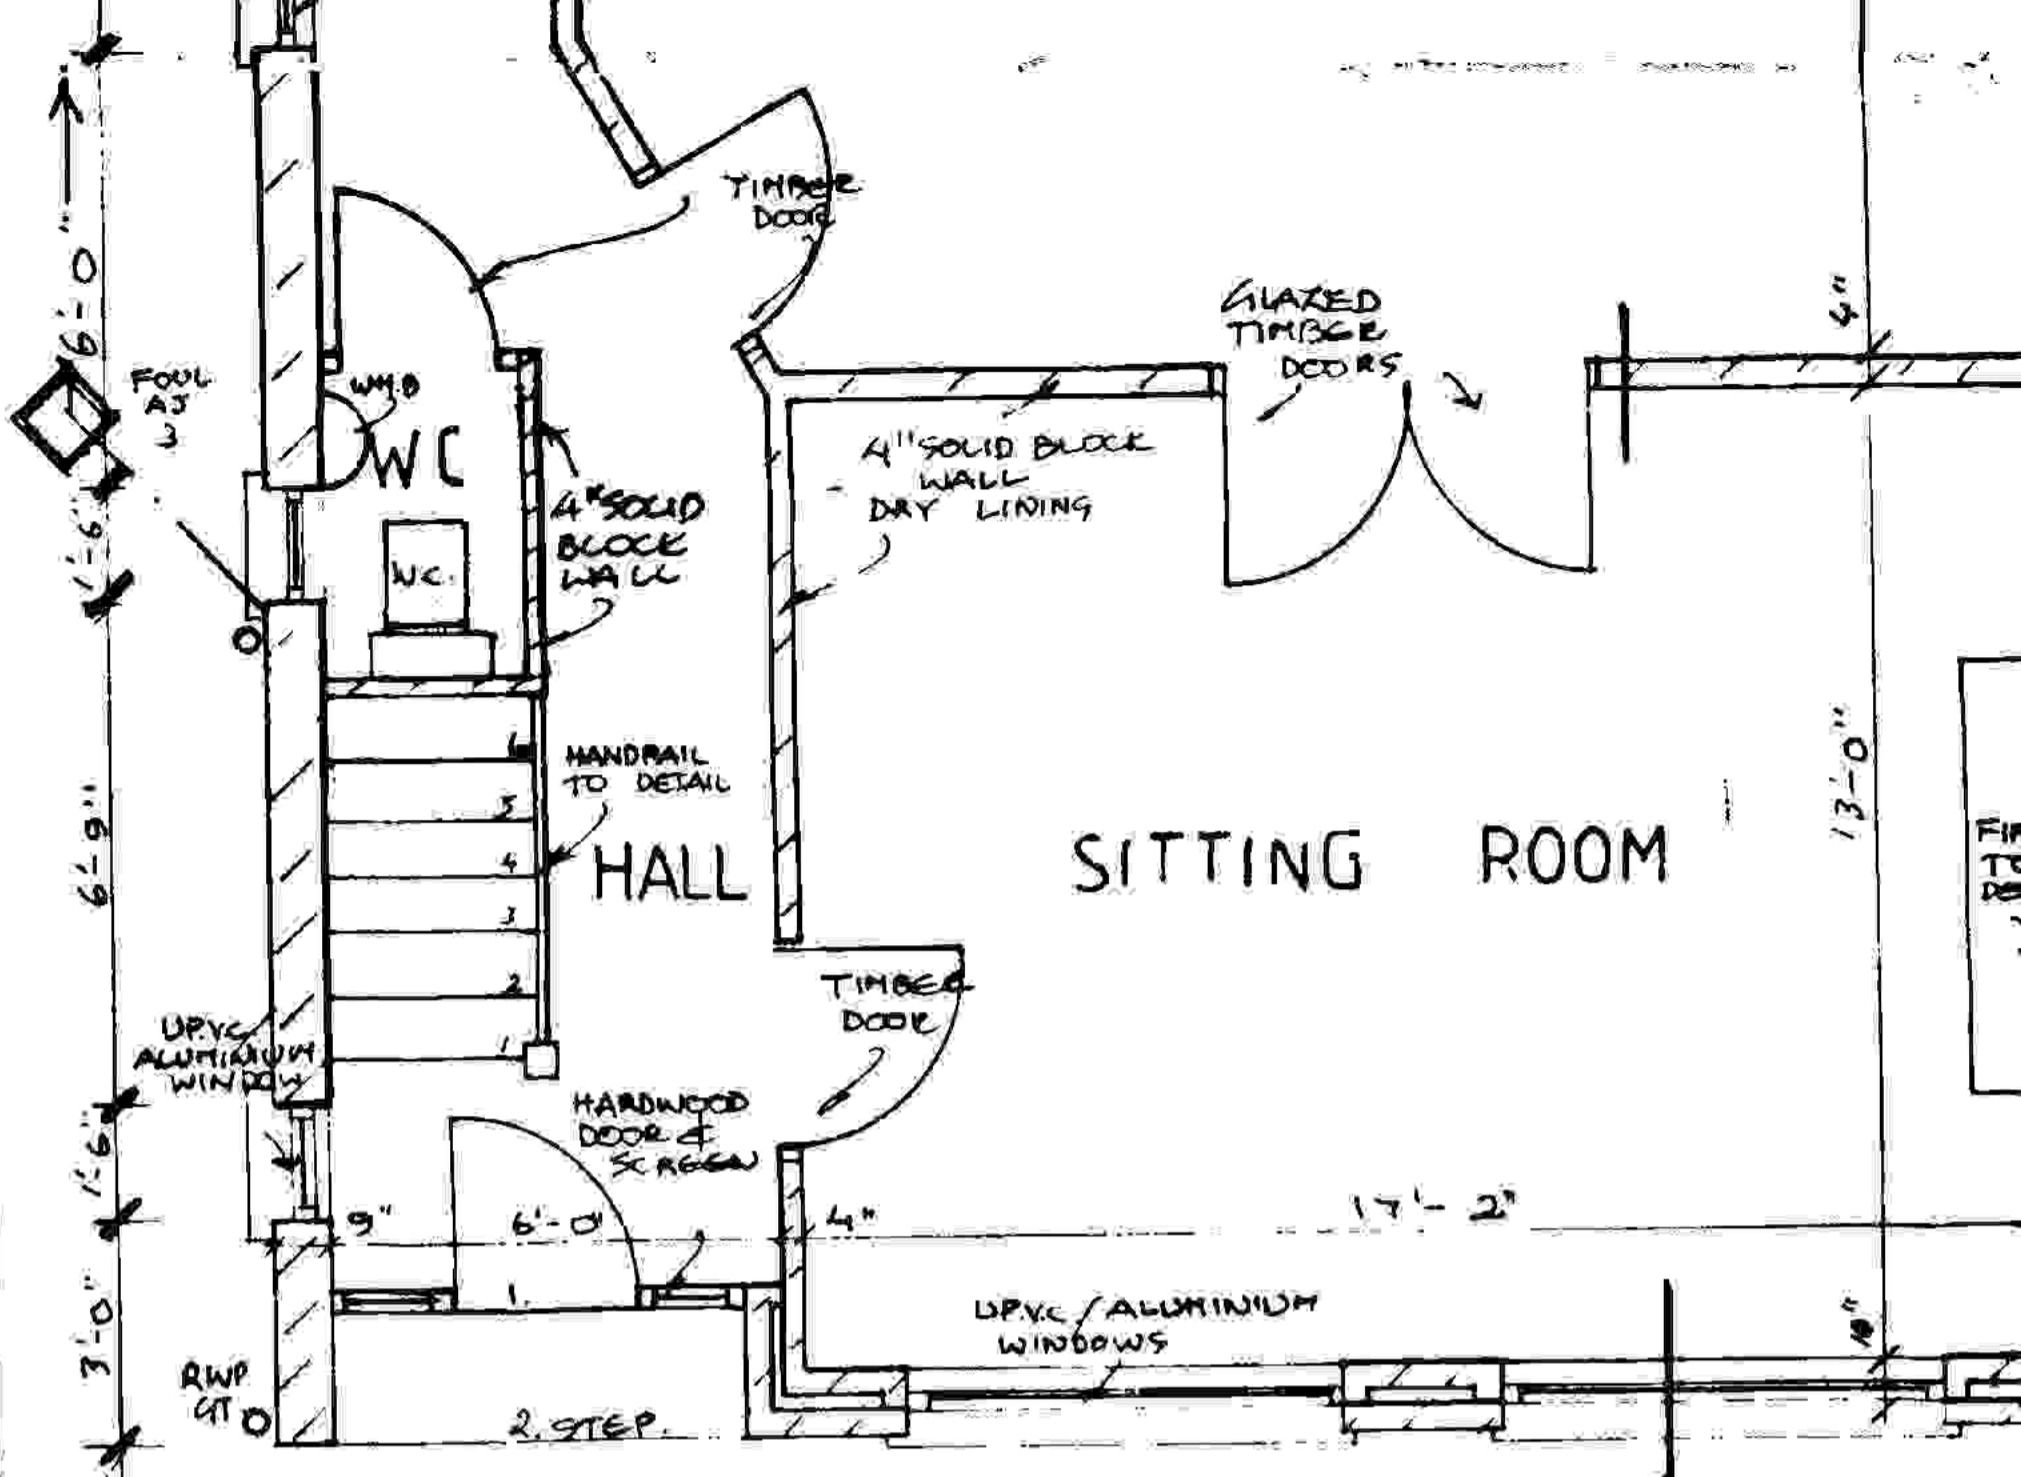 TIMBER
DOOR
6'-0"
GLAZED
TIMBER
DOORS
4"
FOUL
AJ
3
W.H.B
WC
4" SOLID BLOCK
WALL
DRY LINING
4" SOLID
BLOCK
WALL
1'-6"
W.C.
HANDRAIL
TO DETAIL
6
5
4
3
2
1
6'-9"
HALL
SITTING ROOM
13'-0"
TIMBER
DOOR
U.P.V.C
ALUMINIUM
WINDOW
HARDWOOD
DOOR &
SCREEN
1'-6"
9"
6'-0"
4"
17'-2"
1.
U.P.V.C / ALUMINIUM
WINDOWS
3'-0"
RWP
GT
2. STEP.